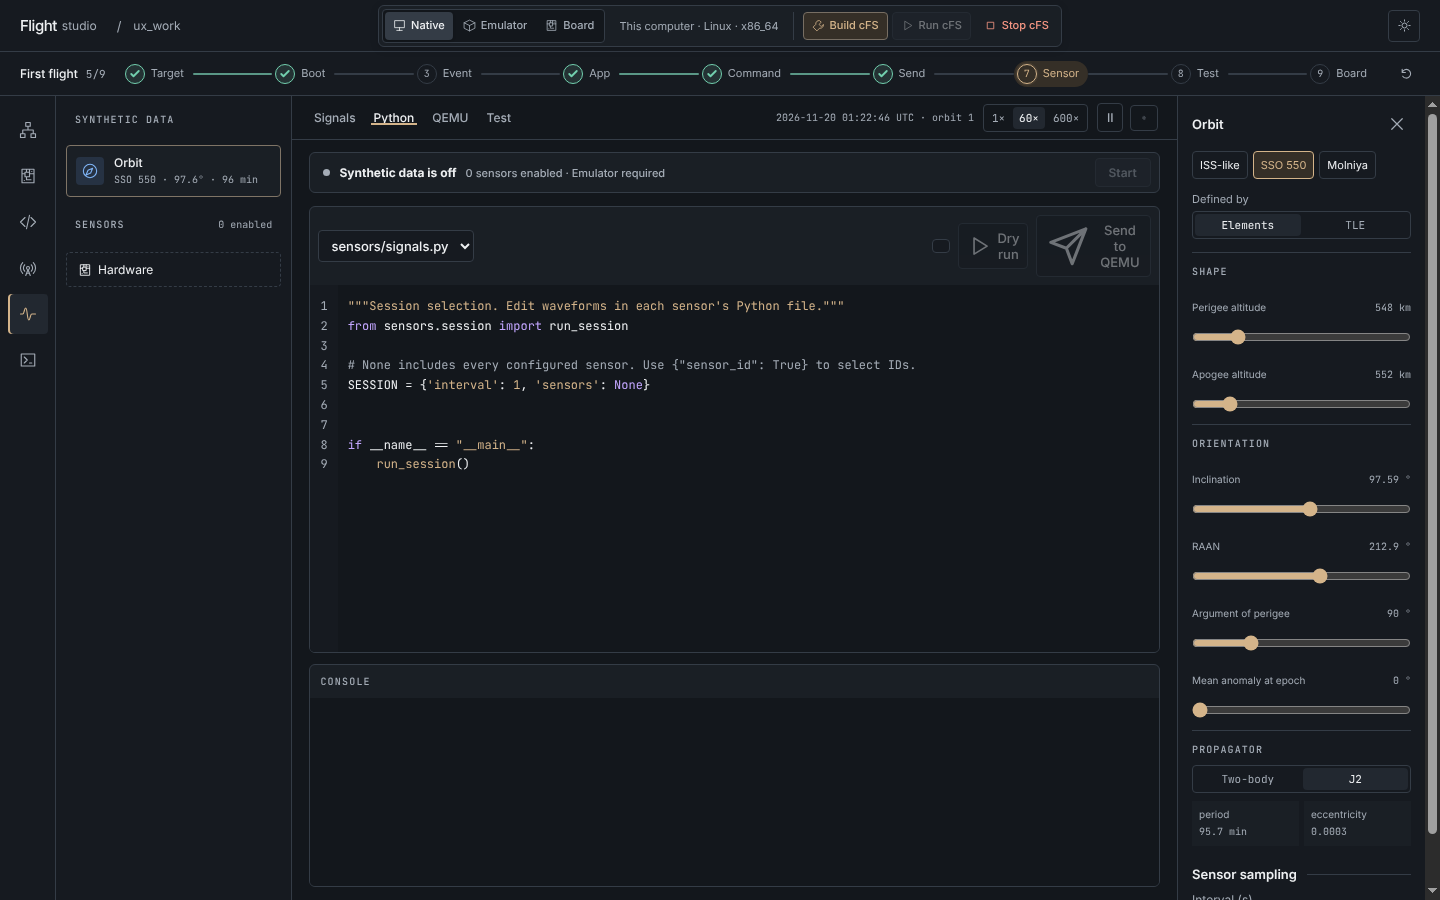 Flight studio / ux_work
Native Emulator Board This computer · Linux · x86_64 Build cFS Run cFS Stop cFS
First flight 5/9 Target Boot 3 Event App Command Send 7 Sensor 8 Test 9 Board
SYNTHETIC DATA
Orbit
SSO 550 · 97.6° · 96 min
SENSORS 0 enabled
Hardware
Signals Python QEMU Test
2026-11-20 01:22:46 UTC · orbit 1 1× 60× 600×
Synthetic data is off 0 sensors enabled · Emulator required Start
sensors/signals.py
Dry run
Send to QEMU
1 """Session selection. Edit waveforms in each sensor's Python file."""
2 from sensors.session import run_session
3
4 # None includes every configured sensor. Use {"sensor_id": True} to select IDs.
5 SESSION = {'interval': 1, 'sensors': None}
6
7
8 if __name__ == "__main__":
9     run_session()
CONSOLE
Orbit
ISS-like SSO 550 Molniya
Defined by
Elements TLE
SHAPE
Perigee altitude 548 km
Apogee altitude 552 km
ORIENTATION
Inclination 97.59 °
RAAN 212.9 °
Argument of perigee 90 °
Mean anomaly at epoch 0 °
PROPAGATOR
Two-body J2
period eccentricity
95.7 min 0.0003
Sensor sampling
Interval (s)